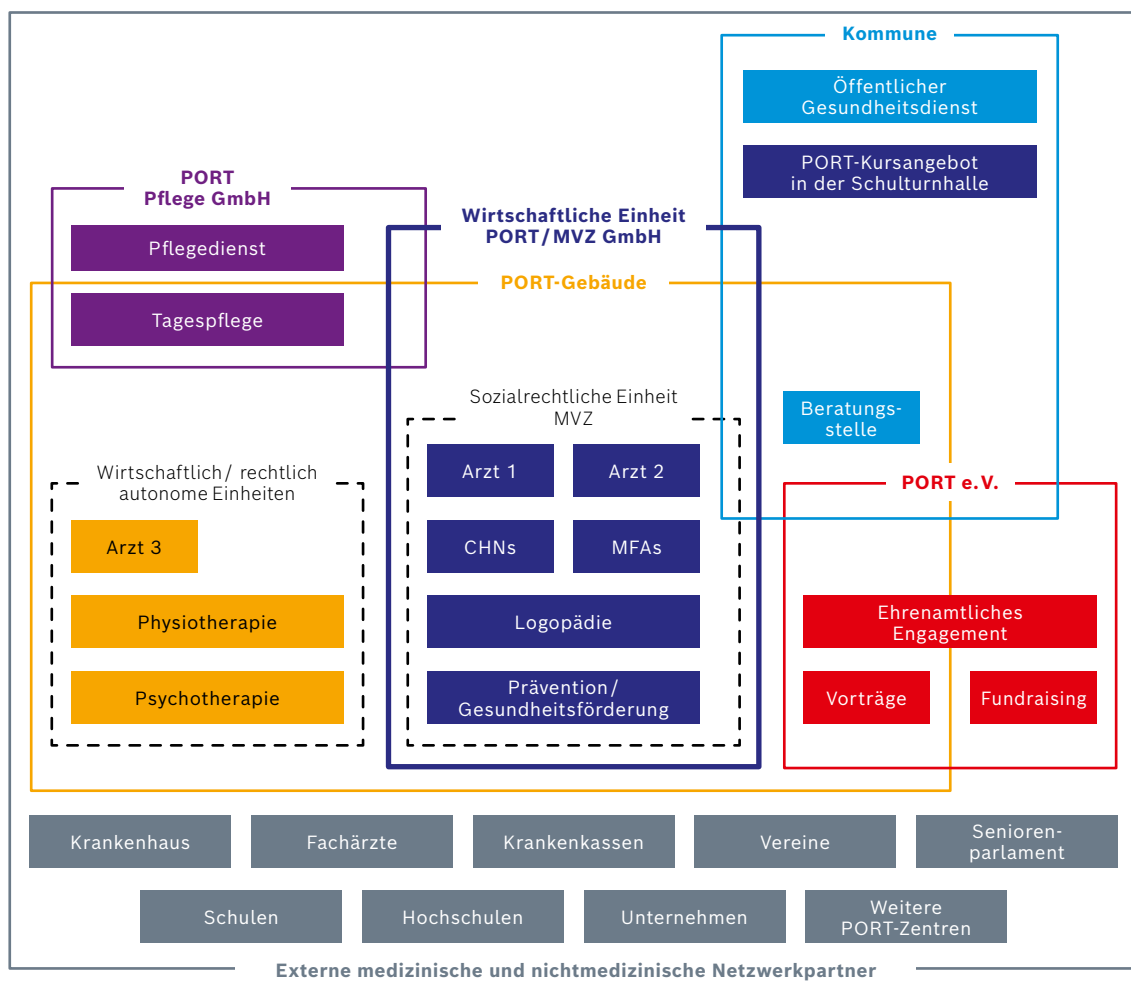 Kommune
Öffentlicher
Gesundheitsdienst
PORT-Kursangebot
in der Schulturnhalle
PORT
Pflege GmbH
Pflegedienst
Tagespflege
Wirtschaftliche Einheit
PORT/MVZ GmbH
PORT-Gebäude
Sozialrechtliche Einheit
MVZ
Arzt 1
Arzt 2
CHNs
MFAs
Logopädie
Prävention/
Gesundheitsförderung
Beratungs-
stelle
Wirtschaftlich/ rechtlich
autonome Einheiten
Arzt 3
Physiotherapie
Psychotherapie
PORT e.V.
Ehrenamtliches
Engagement
Vorträge
Fundraising
Krankenhaus
Fachärzte
Krankenkassen
Vereine
Senioren-
parlament
Schulen
Hochschulen
Unternehmen
Weitere
PORT-Zentren
Externe medizinische und nichtmedizinische Netzwerkpartner